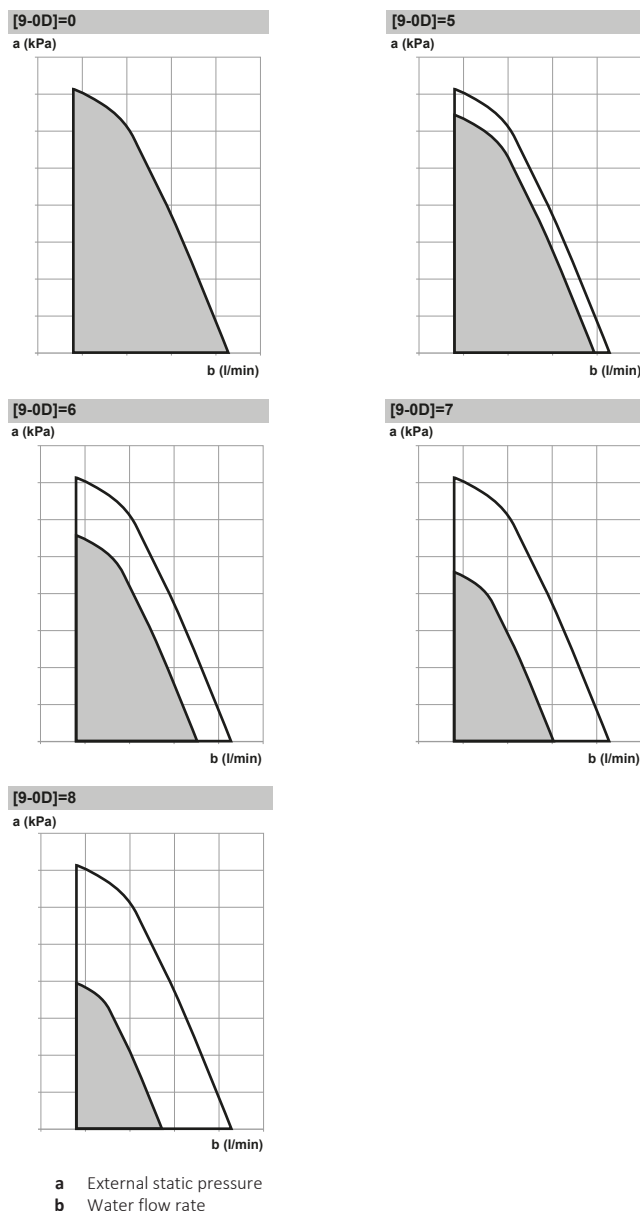 [9-0D]=0
a (kPa)
b (l/min)
[9-0D]=5
a (kPa)
b (l/min)
[9-0D]=6
a (kPa)
b (l/min)
[9-0D]=7
a (kPa)
b (l/min)
[9-0D]=8
a (kPa)
b (l/min)
a External static pressure
b Water flow rate